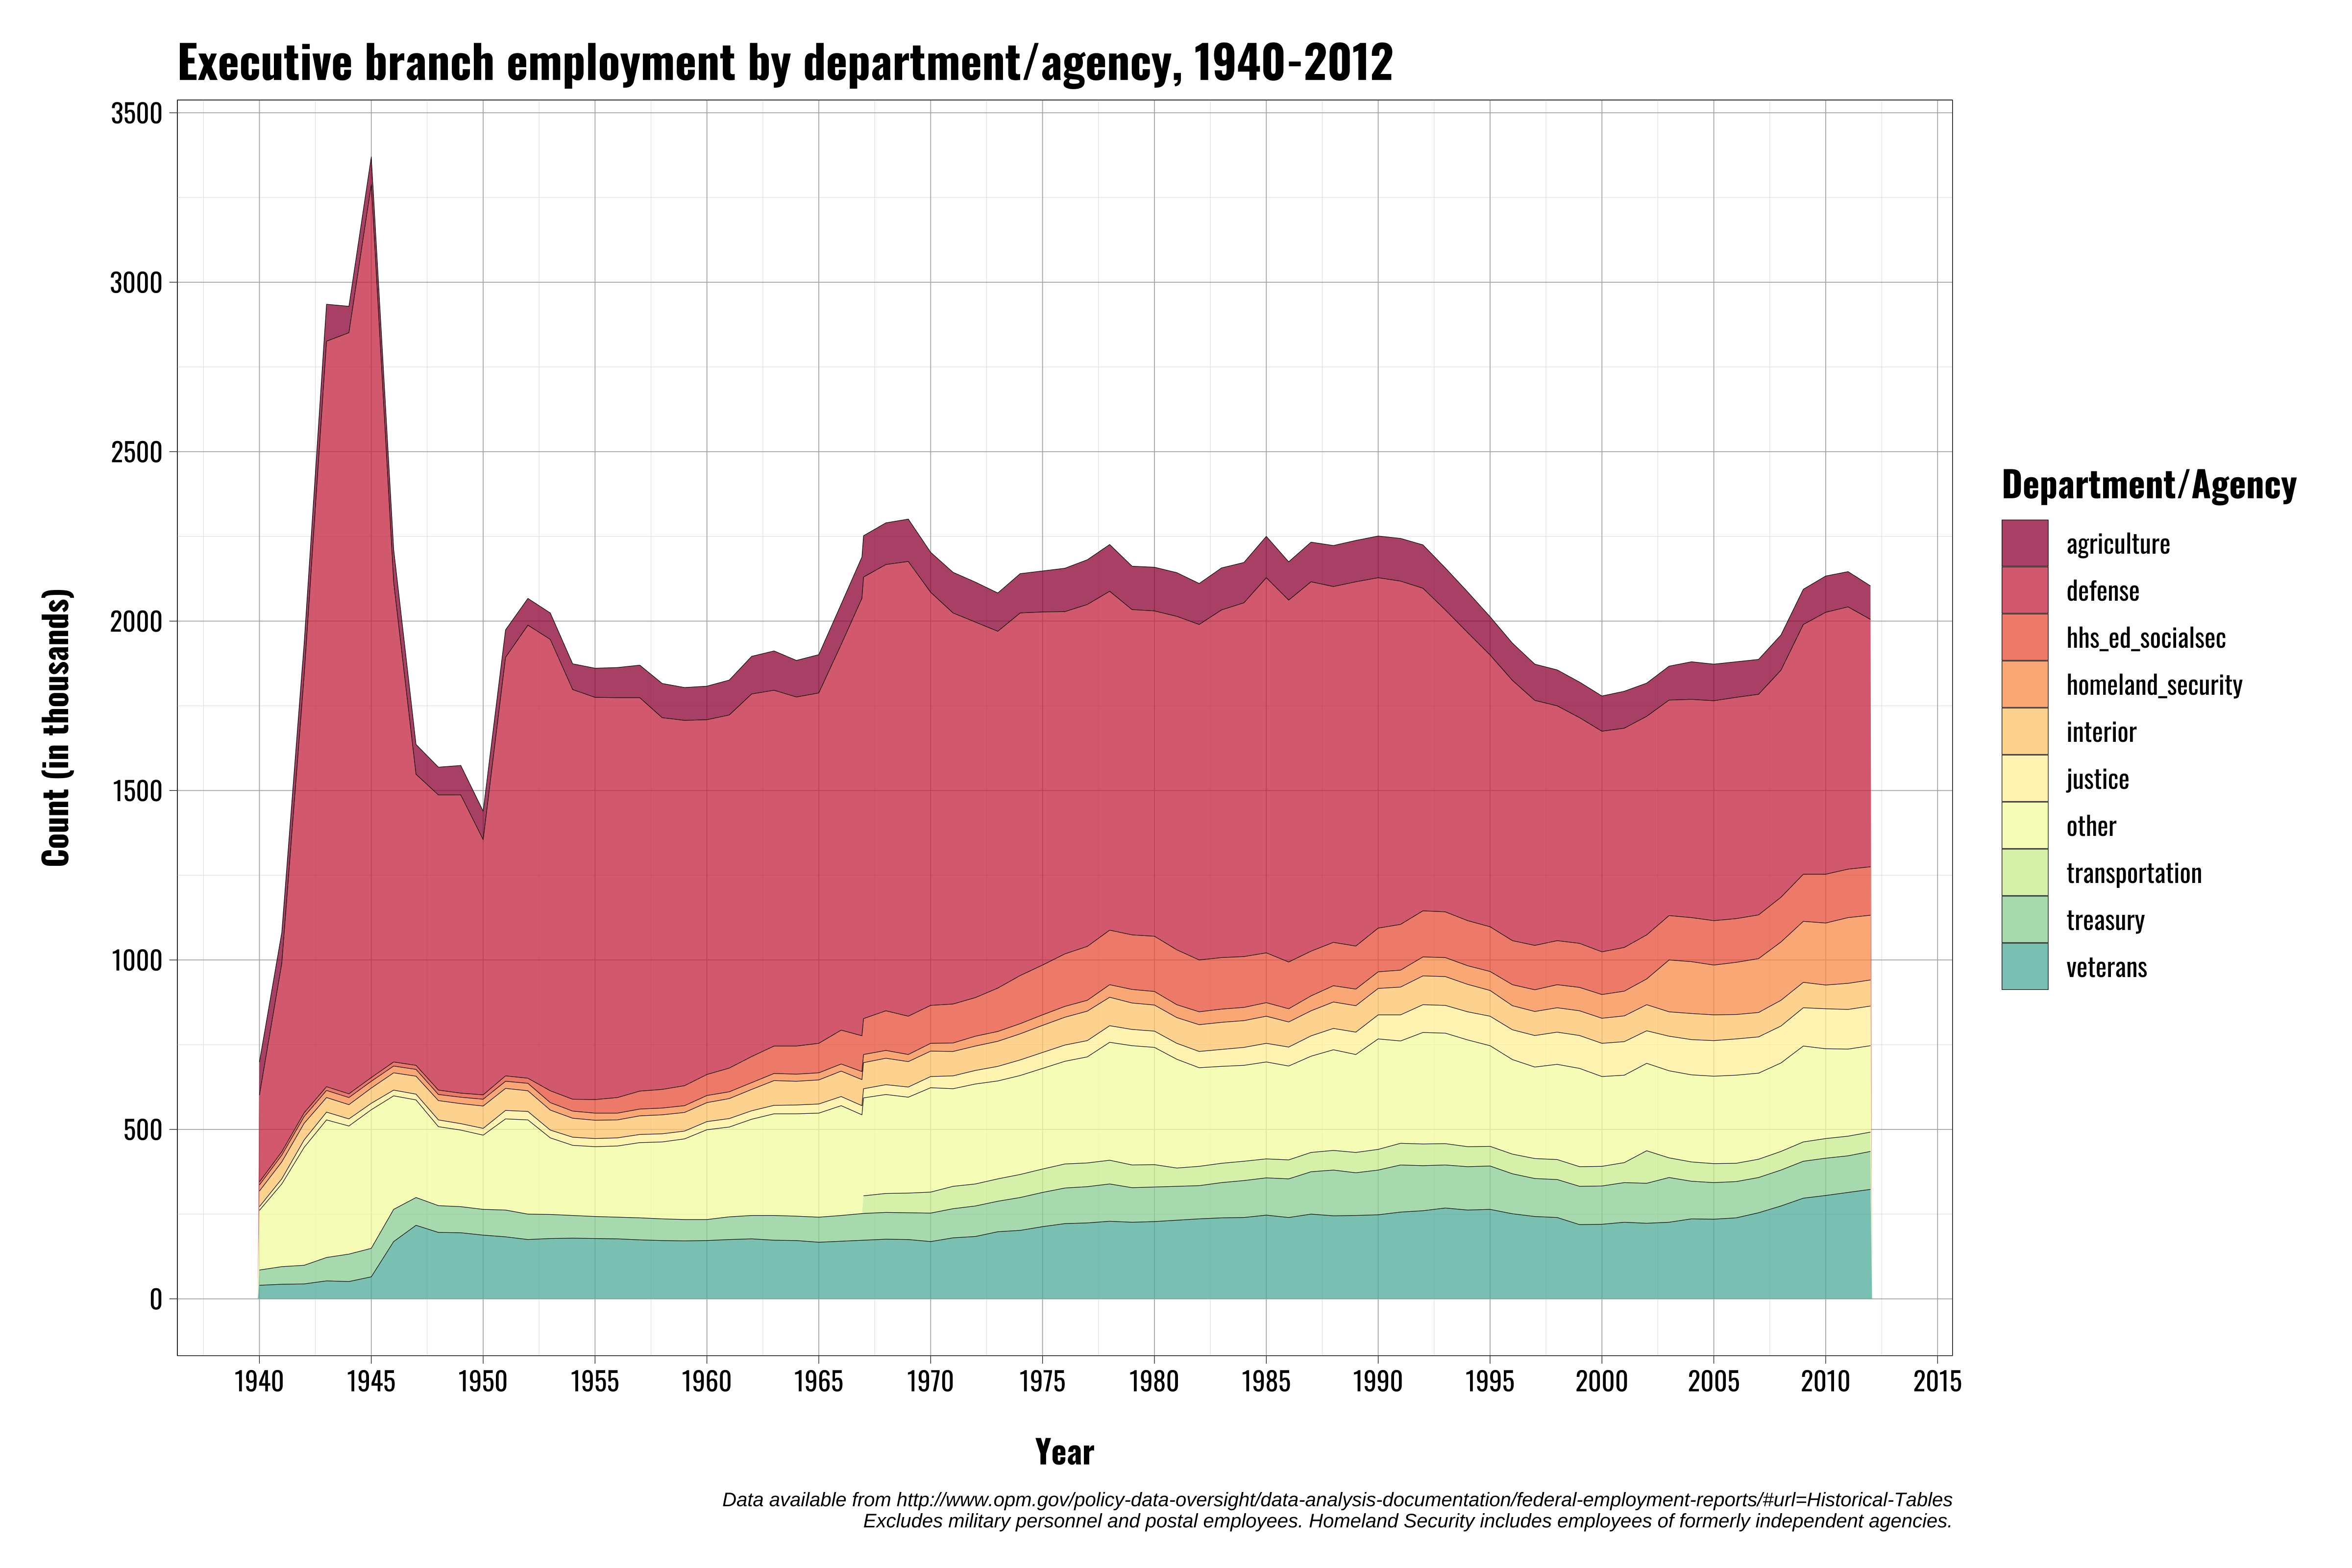 Executive branch employment by department/agency, 1940-2012
3500
3000
2500
2000
1500
1000
500
0
Count (in thousands)
1940 1945 1950 1955 1960 1965 1970 1975 1980 1985 1990 1995 2000 2005 2010 2015
Year
Department/Agency
agriculture
defense
hhs_ed_socialsec
homeland_security
interior
justice
other
transportation
treasury
veterans
Data available from http://www.opm.gov/policy-data-oversight/data-analysis-documentation/federal-employment-reports/#url=Historical-Tables
Excludes military personnel and postal employees. Homeland Security includes employees of formerly independent agencies.